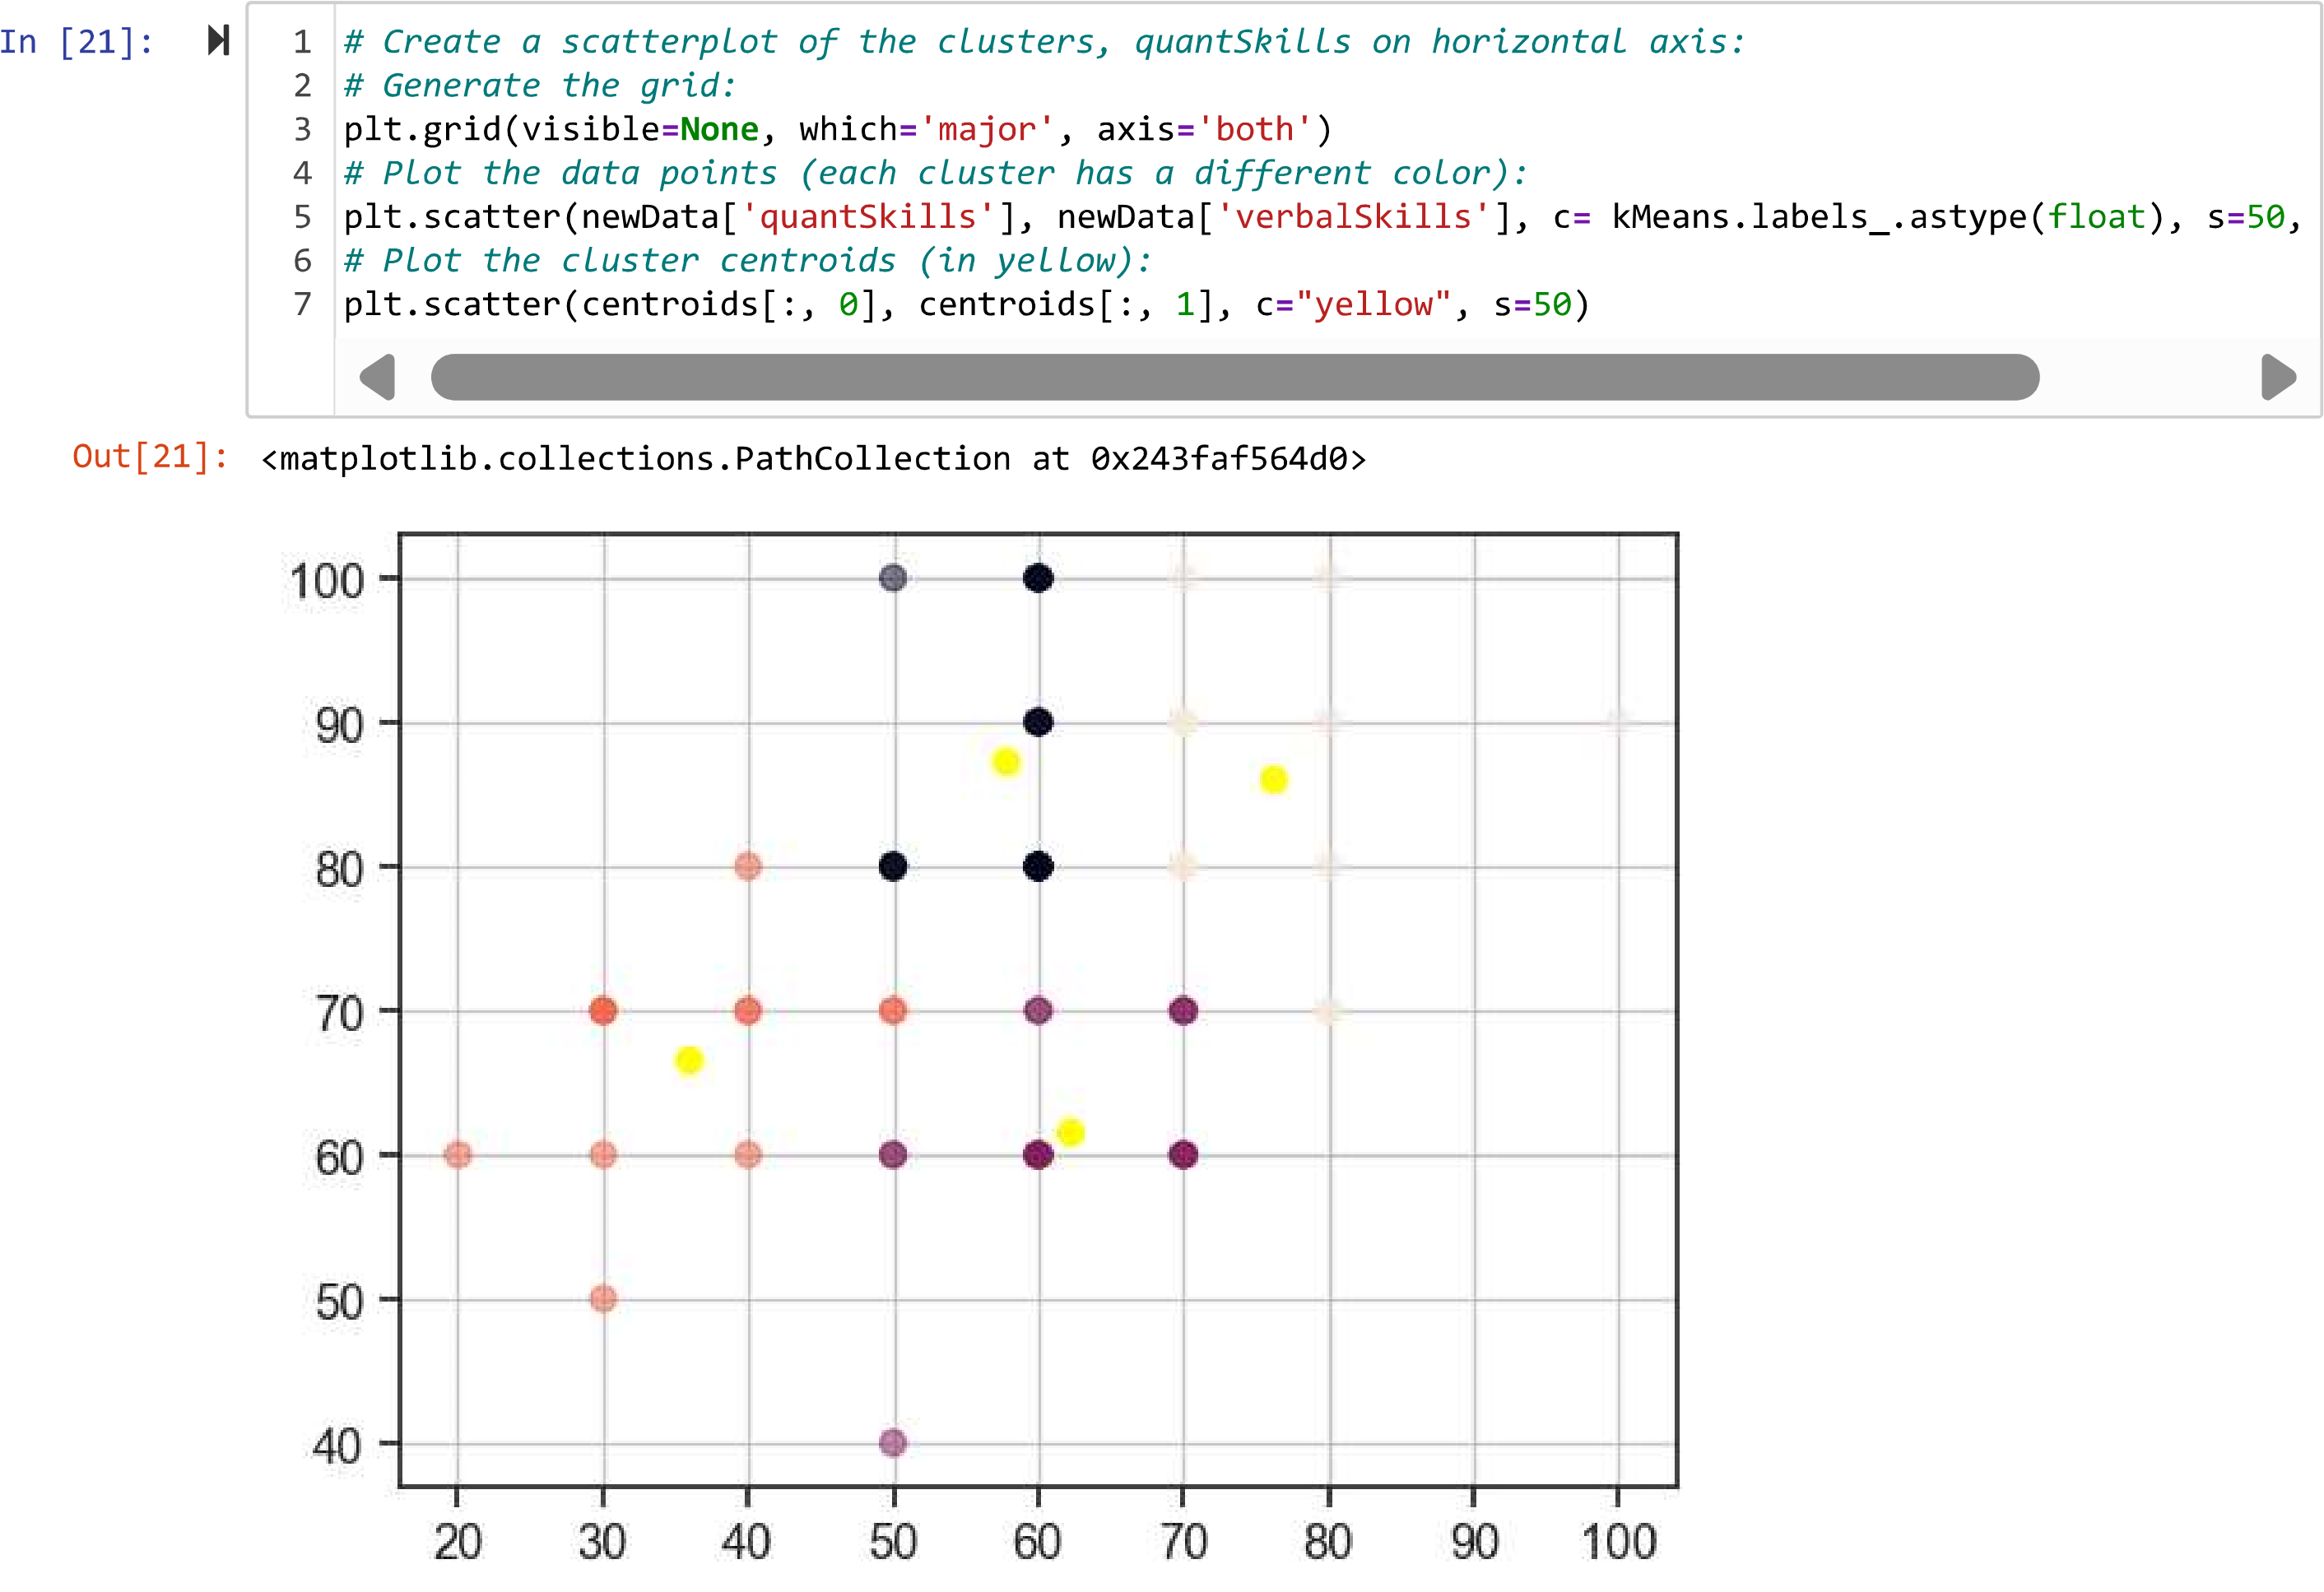 In [21]:
1 # Create a scatterplot of the clusters, quantSkills on horizontal axis:
2 # Generate the grid:
3 plt.grid(visible=None, which='major', axis='both')
4 # Plot the data points (each cluster has a different color):
5 plt.scatter(newData['quantSkills'], newData['verbalSkills'], c= kMeans.labels_.astype(float), s=50,
6 # Plot the cluster centroids (in yellow):
7 plt.scatter(centroids[:, 0], centroids[:, 1], c="yellow", s=50)
Out[21]: <matplotlib.collections.PathCollection at 0x243faf564d0>
100
90
80
70
60
50
40
20 30 40 50 60 70 80 90 100